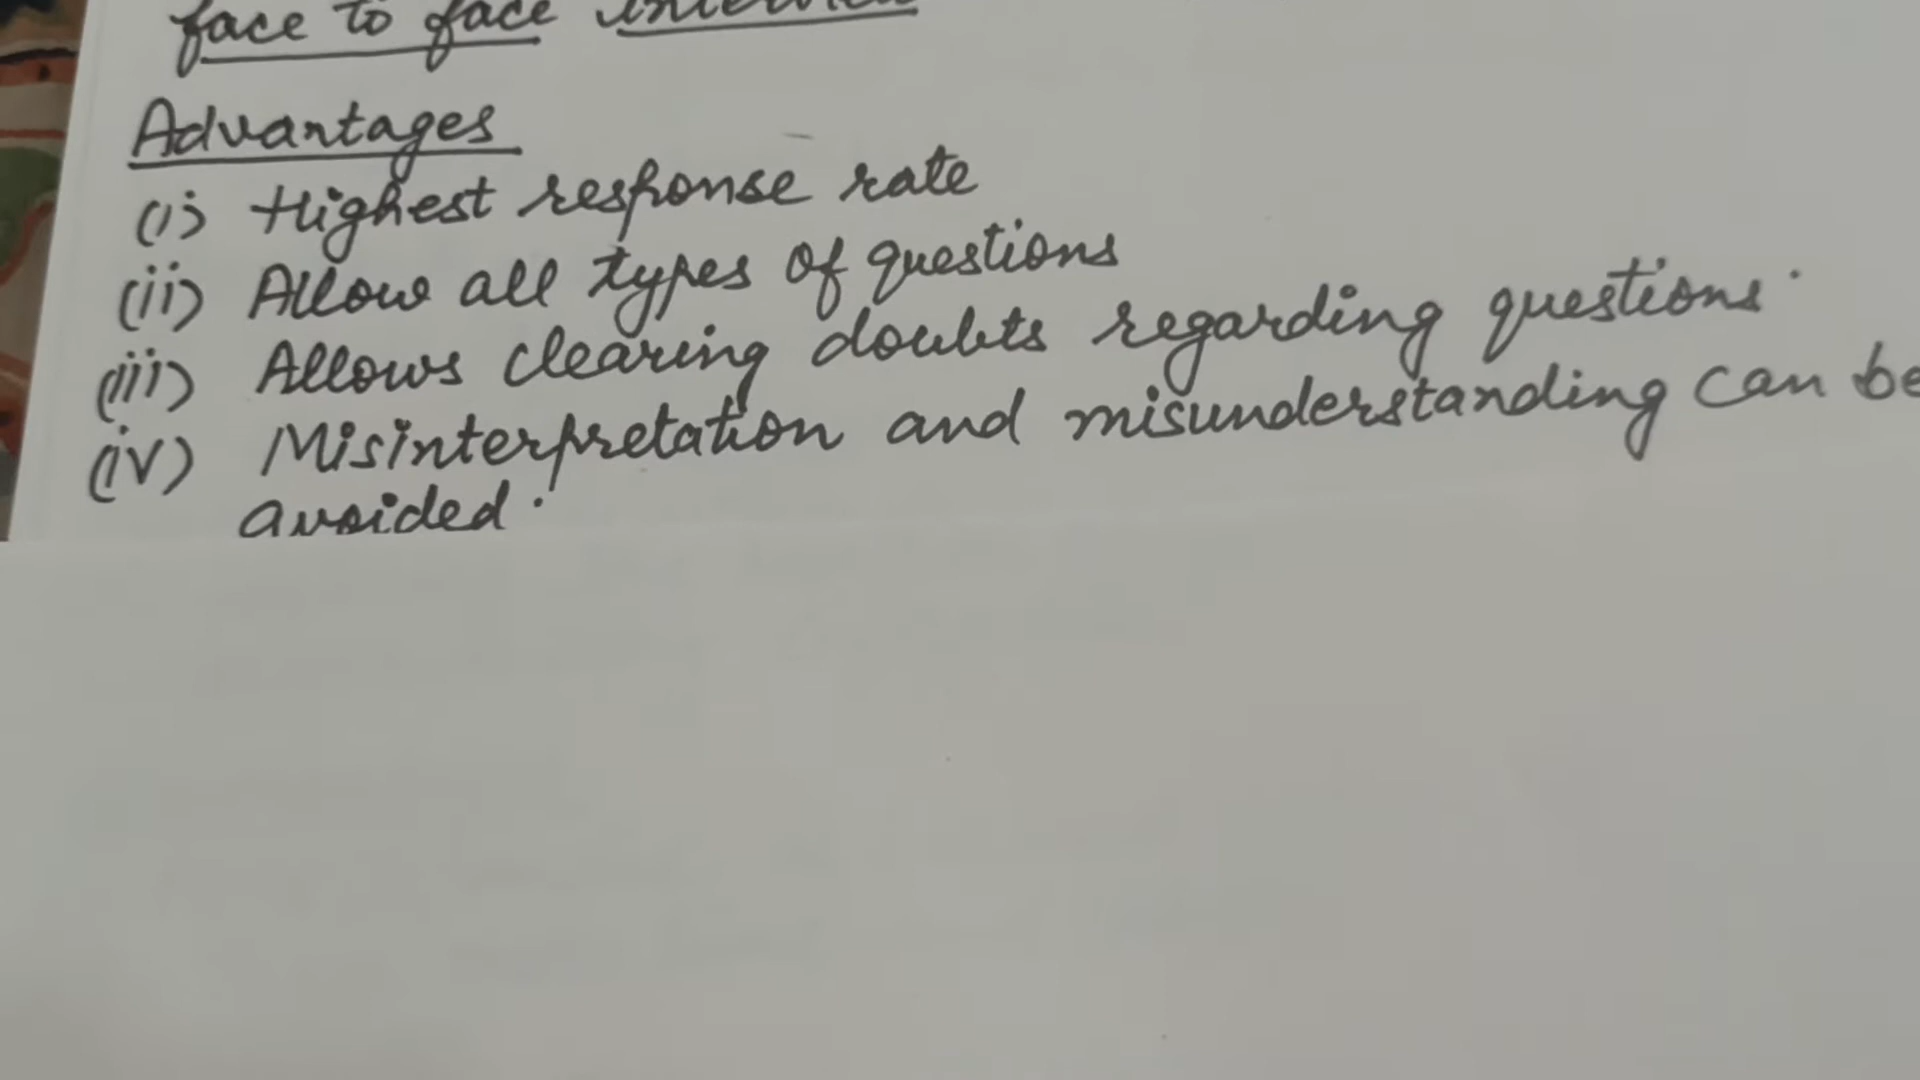 face to face interview
Advantages
(i) Highest response rate
(ii) Allow all types of questions
(iii) Allows clearing doubts regarding questions.
(iv) Misinterpretation and misunderstanding can be
avoided.